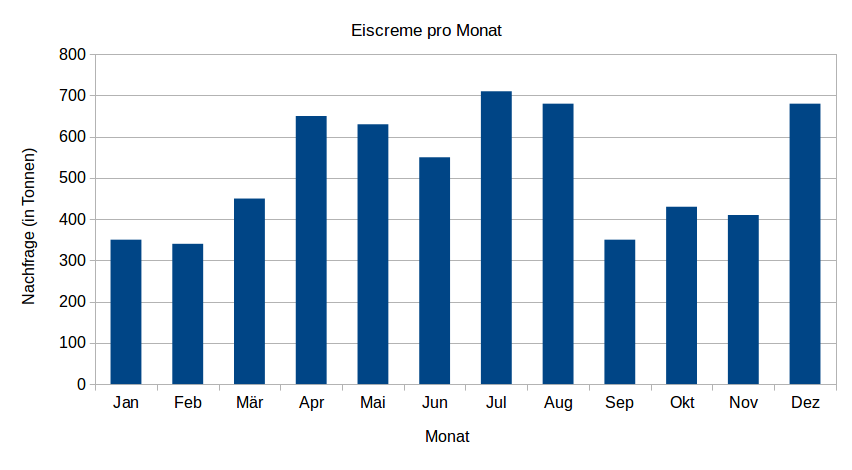 Eiscreme pro Monat
Nachfrage (in Tonnen)
800
700
600
500
400
300
200
100
0
Jan Feb Mär Apr Mai Jun Jul Aug Sep Okt Nov Dez
Monat